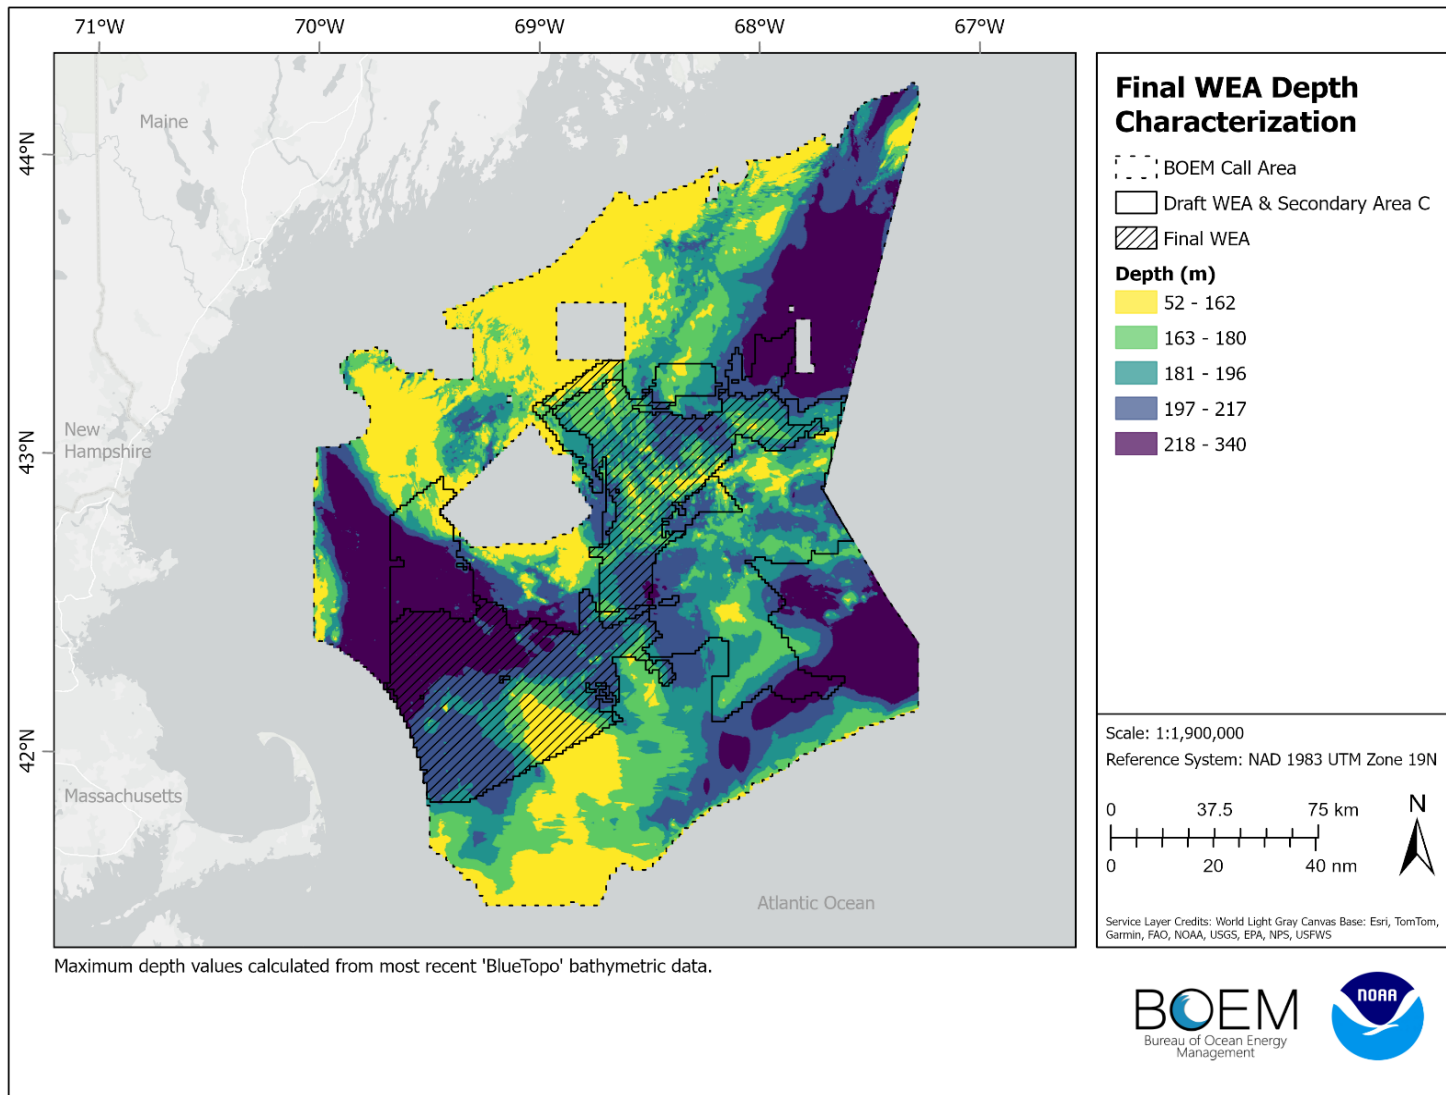 71°W
70°W
69°W
68°W
67°W
44°N
43°N
42°N
Maine
New
Hampshire
Massachusetts
Atlantic Ocean
Final WEA Depth
Characterization
BOEM Call Area
Draft WEA & Secondary Area C
Final WEA
Depth (m)
52 - 162
163 - 180
181 - 196
197 - 217
218 - 340
Scale: 1:1,900,000
Reference System: NAD 1983 UTM Zone 19N
0 37.5 75 km
0 20 40 nm
N
Service Layer Credits: World Light Gray Canvas Base: Esri, TomTom,
Garmin, FAO, NOAA, USGS, EPA, NPS, USFWS
Maximum depth values calculated from most recent 'BlueTopo' bathymetric data.
BOEM
Bureau of Ocean Energy
Management
NOAA